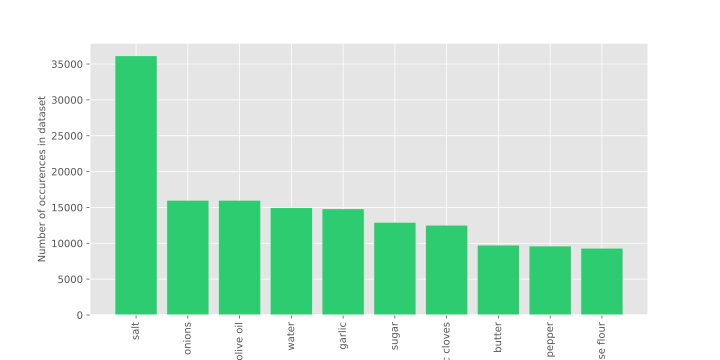 Number of occurences in dataset
35000
30000
25000
20000
15000
10000
5000
0
salt
onions
olive oil
water
garlic
sugar
cloves
butter
pepper
flour